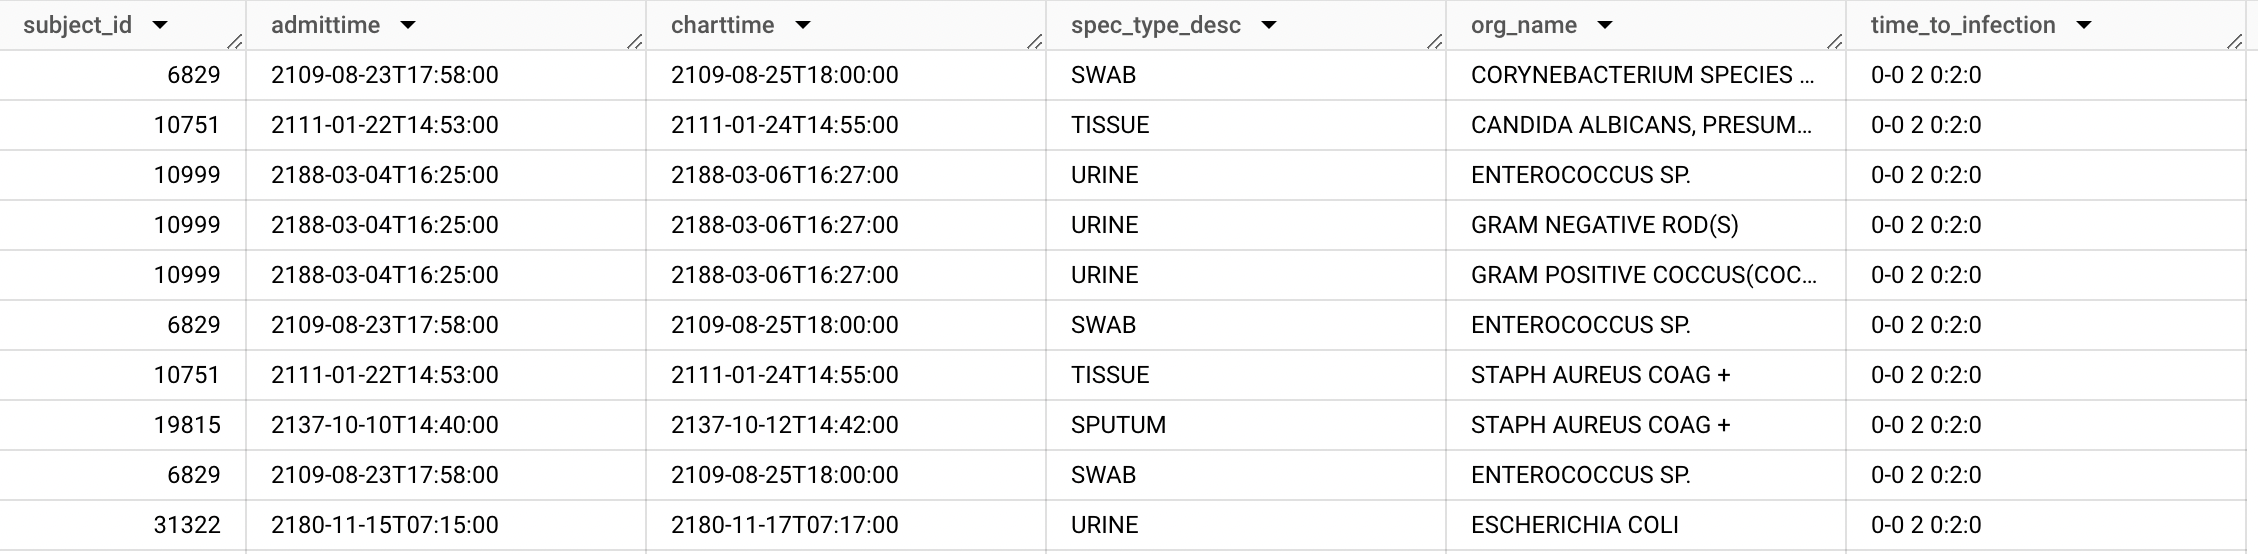 subject_id admittime charttime spec_type_desc org_name time_to_infection
6829 2109-08-23T17:58:00 2109-08-25T18:00:00 SWAB CORYNEBACTERIUM SPECIES ... 0-0 2 0:2:0
10751 2111-01-22T14:53:00 2111-01-24T14:55:00 TISSUE CANDIDA ALBICANS, PRESUM... 0-0 2 0:2:0
10999 2188-03-04T16:25:00 2188-03-06T16:27:00 URINE ENTEROCOCCUS SP. 0-0 2 0:2:0
10999 2188-03-04T16:25:00 2188-03-06T16:27:00 URINE GRAM NEGATIVE ROD(S) 0-0 2 0:2:0
10999 2188-03-04T16:25:00 2188-03-06T16:27:00 URINE GRAM POSITIVE COCCUS(COC... 0-0 2 0:2:0
6829 2109-08-23T17:58:00 2109-08-25T18:00:00 SWAB ENTEROCOCCUS SP. 0-0 2 0:2:0
10751 2111-01-22T14:53:00 2111-01-24T14:55:00 TISSUE STAPH AUREUS COAG + 0-0 2 0:2:0
19815 2137-10-10T14:40:00 2137-10-12T14:42:00 SPUTUM STAPH AUREUS COAG + 0-0 2 0:2:0
6829 2109-08-23T17:58:00 2109-08-25T18:00:00 SWAB ENTEROCOCCUS SP. 0-0 2 0:2:0
31322 2180-11-15T07:15:00 2180-11-17T07:17:00 URINE ESCHERICHIA COLI 0-0 2 0:2:0